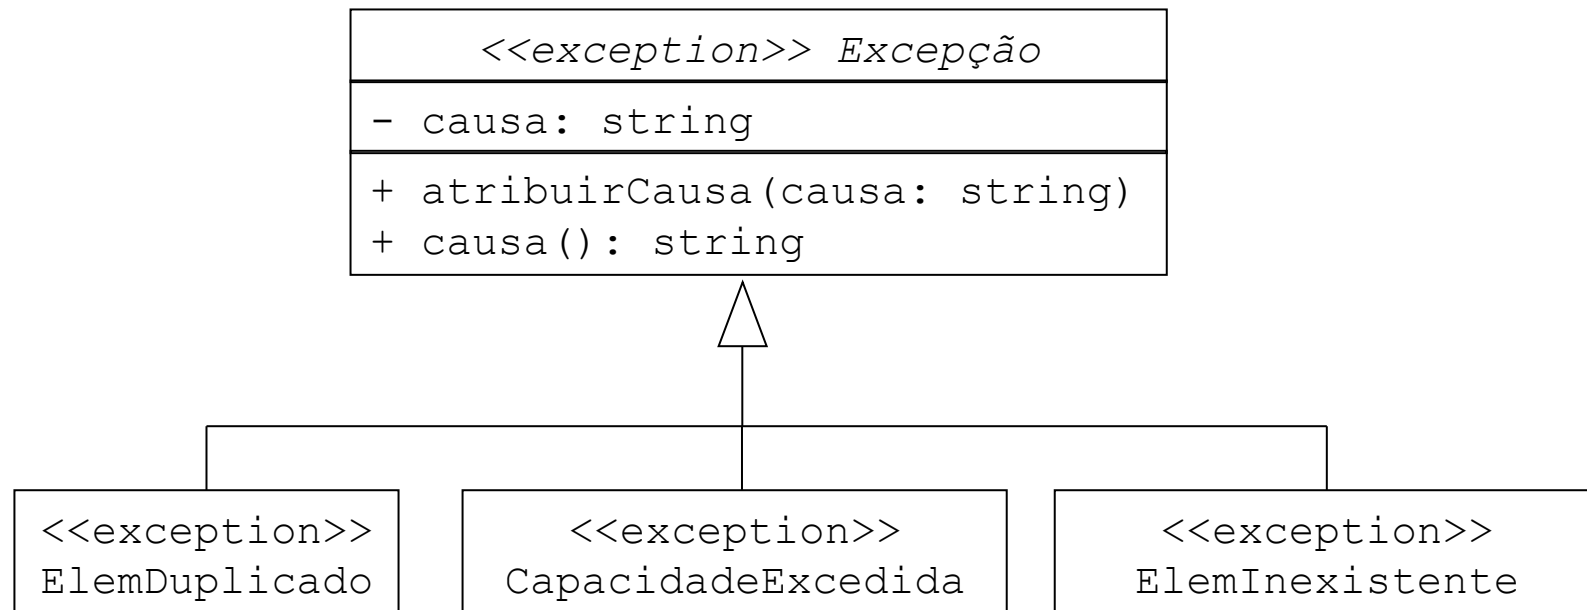 <<exception>> Excepção
- causa: string
+ atribuirCausa(causa: string)
+ causa(): string
<<exception>>
ElemDuplicado
<<exception>>
CapacidadeExcedida
<<exception>>
ElemInexistente